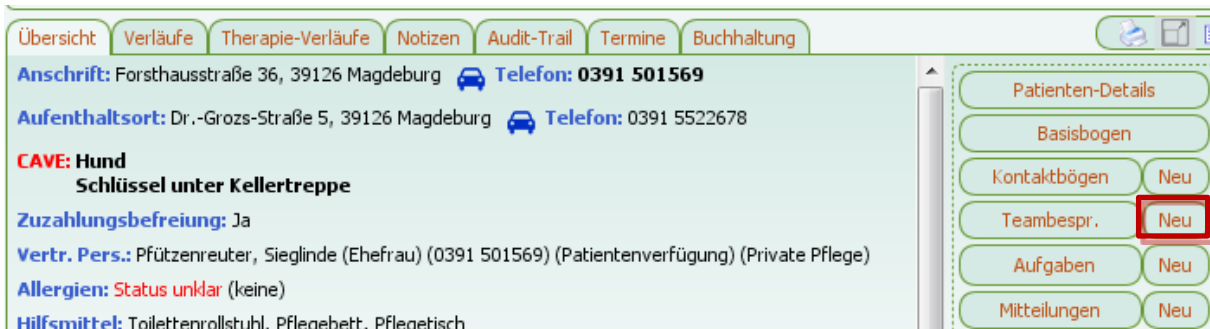 Übersicht Verläufe Therapie-Verläufe Notizen Audit-Trail Termine Buchhaltung
Anschrift: Forsthausstraße 36, 39126 Magdeburg Telefon: 0391 501569
Aufenthaltsort: Dr.-Grozs-Straße 5, 39126 Magdeburg Telefon: 0391 5522678
CAVE: Hund
Schlüssel unter Kellertreppe
Zuzahlungsbefreiung: Ja
Vertr. Pers.: Pfützenreuter, Sieglinde (Ehefrau) (0391 501569) (Patientenverfügung) (Private Pflege)
Allergien: Status unklar (keine)
Hilfsmittel: Toilettenrollstuhl, Pflegebett, Pflegetisch
Patienten-Details
Basisbogen
Kontaktbögen Neu
Teambespr. Neu
Aufgaben Neu
Mitteilungen Neu